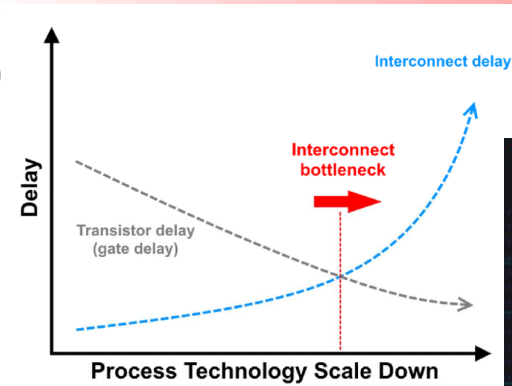 Interconnect delay
Interconnect
bottleneck
Delay
Transistor delay
(gate delay)
Process Technology Scale Down